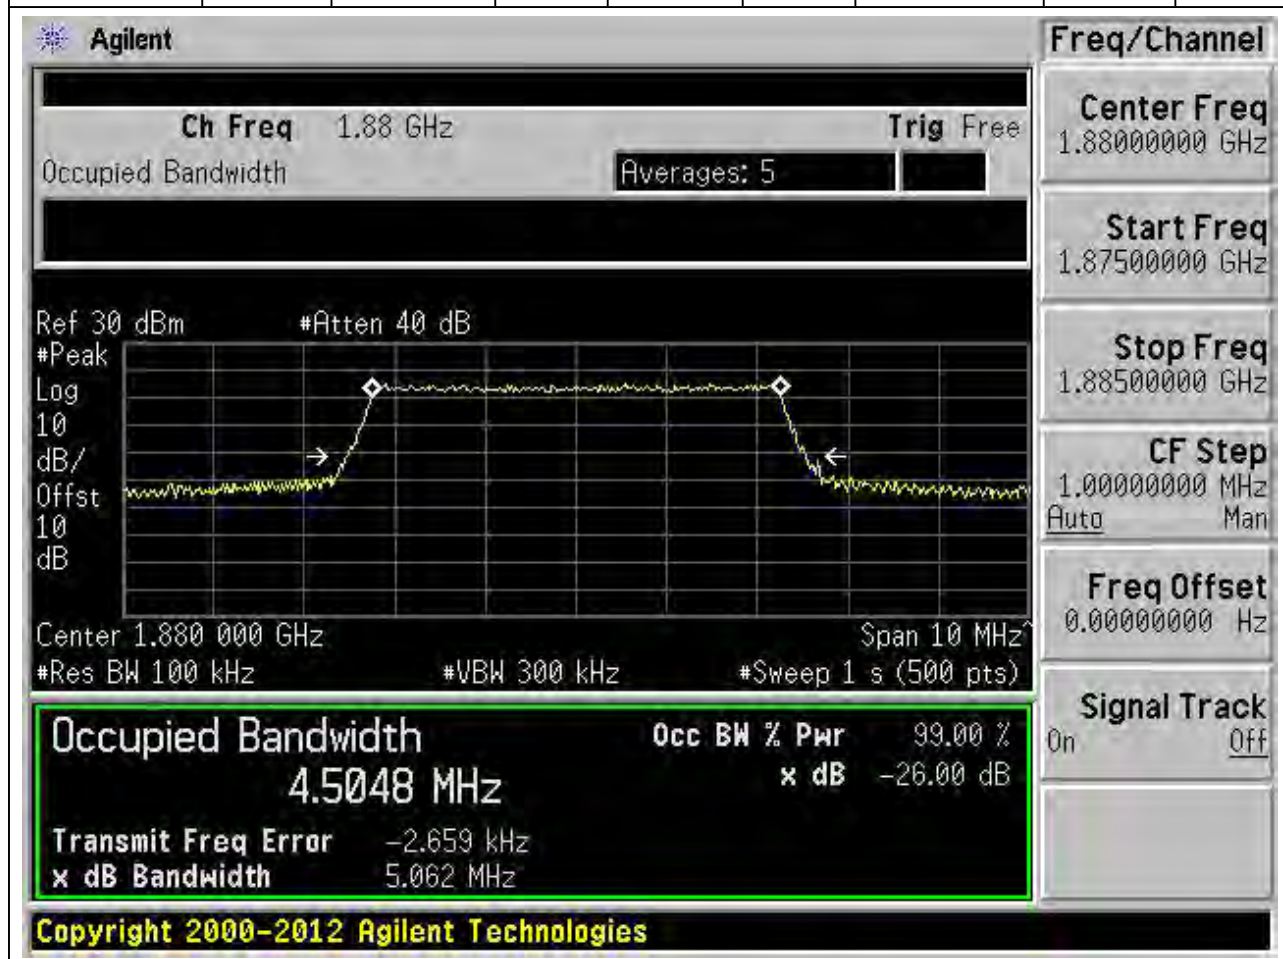 Agilent
Freq/Channel
Ch Freq 1.88 GHz Trig Free
Occupied Bandwidth Averages: 5
Center Freq
1.88000000 GHz
Start Freq
1.87500000 GHz
Stop Freq
1.88500000 GHz
CF Step
1.00000000 MHz
Auto Man
Freq Offset
0.00000000 Hz
Signal Track
On Off
Ref 30 dBm #Atten 40 dB
#Peak
Log
10
dB/
Offst
10
dB
Center 1.880 000 GHz Span 10 MHz^
#Res BW 100 kHz #VBW 300 kHz #Sweep 1 s (500 pts)
Occupied Bandwidth Occ BW % Pwr 99.00 %
4.5048 MHz x dB -26.00 dB
Transmit Freq Error -2.659 kHz
x dB Bandwidth 5.062 MHz
Copyright 2000-2012 Agilent Technologies